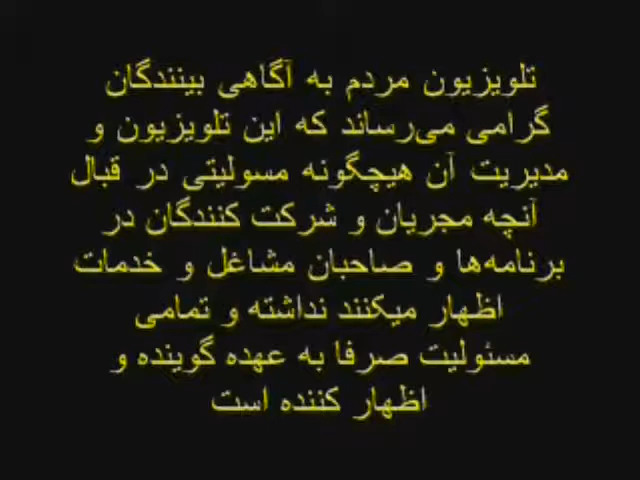 تلویزیون مردم به آگاهی بینندگان
گرامی می‌رساند که این تلویزیون و
مدیریت آن هیچگونه مسولیتی در قبال
آنچه مجریان و شرکت کنندگان در
برنامه‌ها و صاحبان مشاغل و خدمات
اظهار میکنند نداشته و تمامی
مسئولیت صرفا به عهده گوینده و
اظهار کننده است